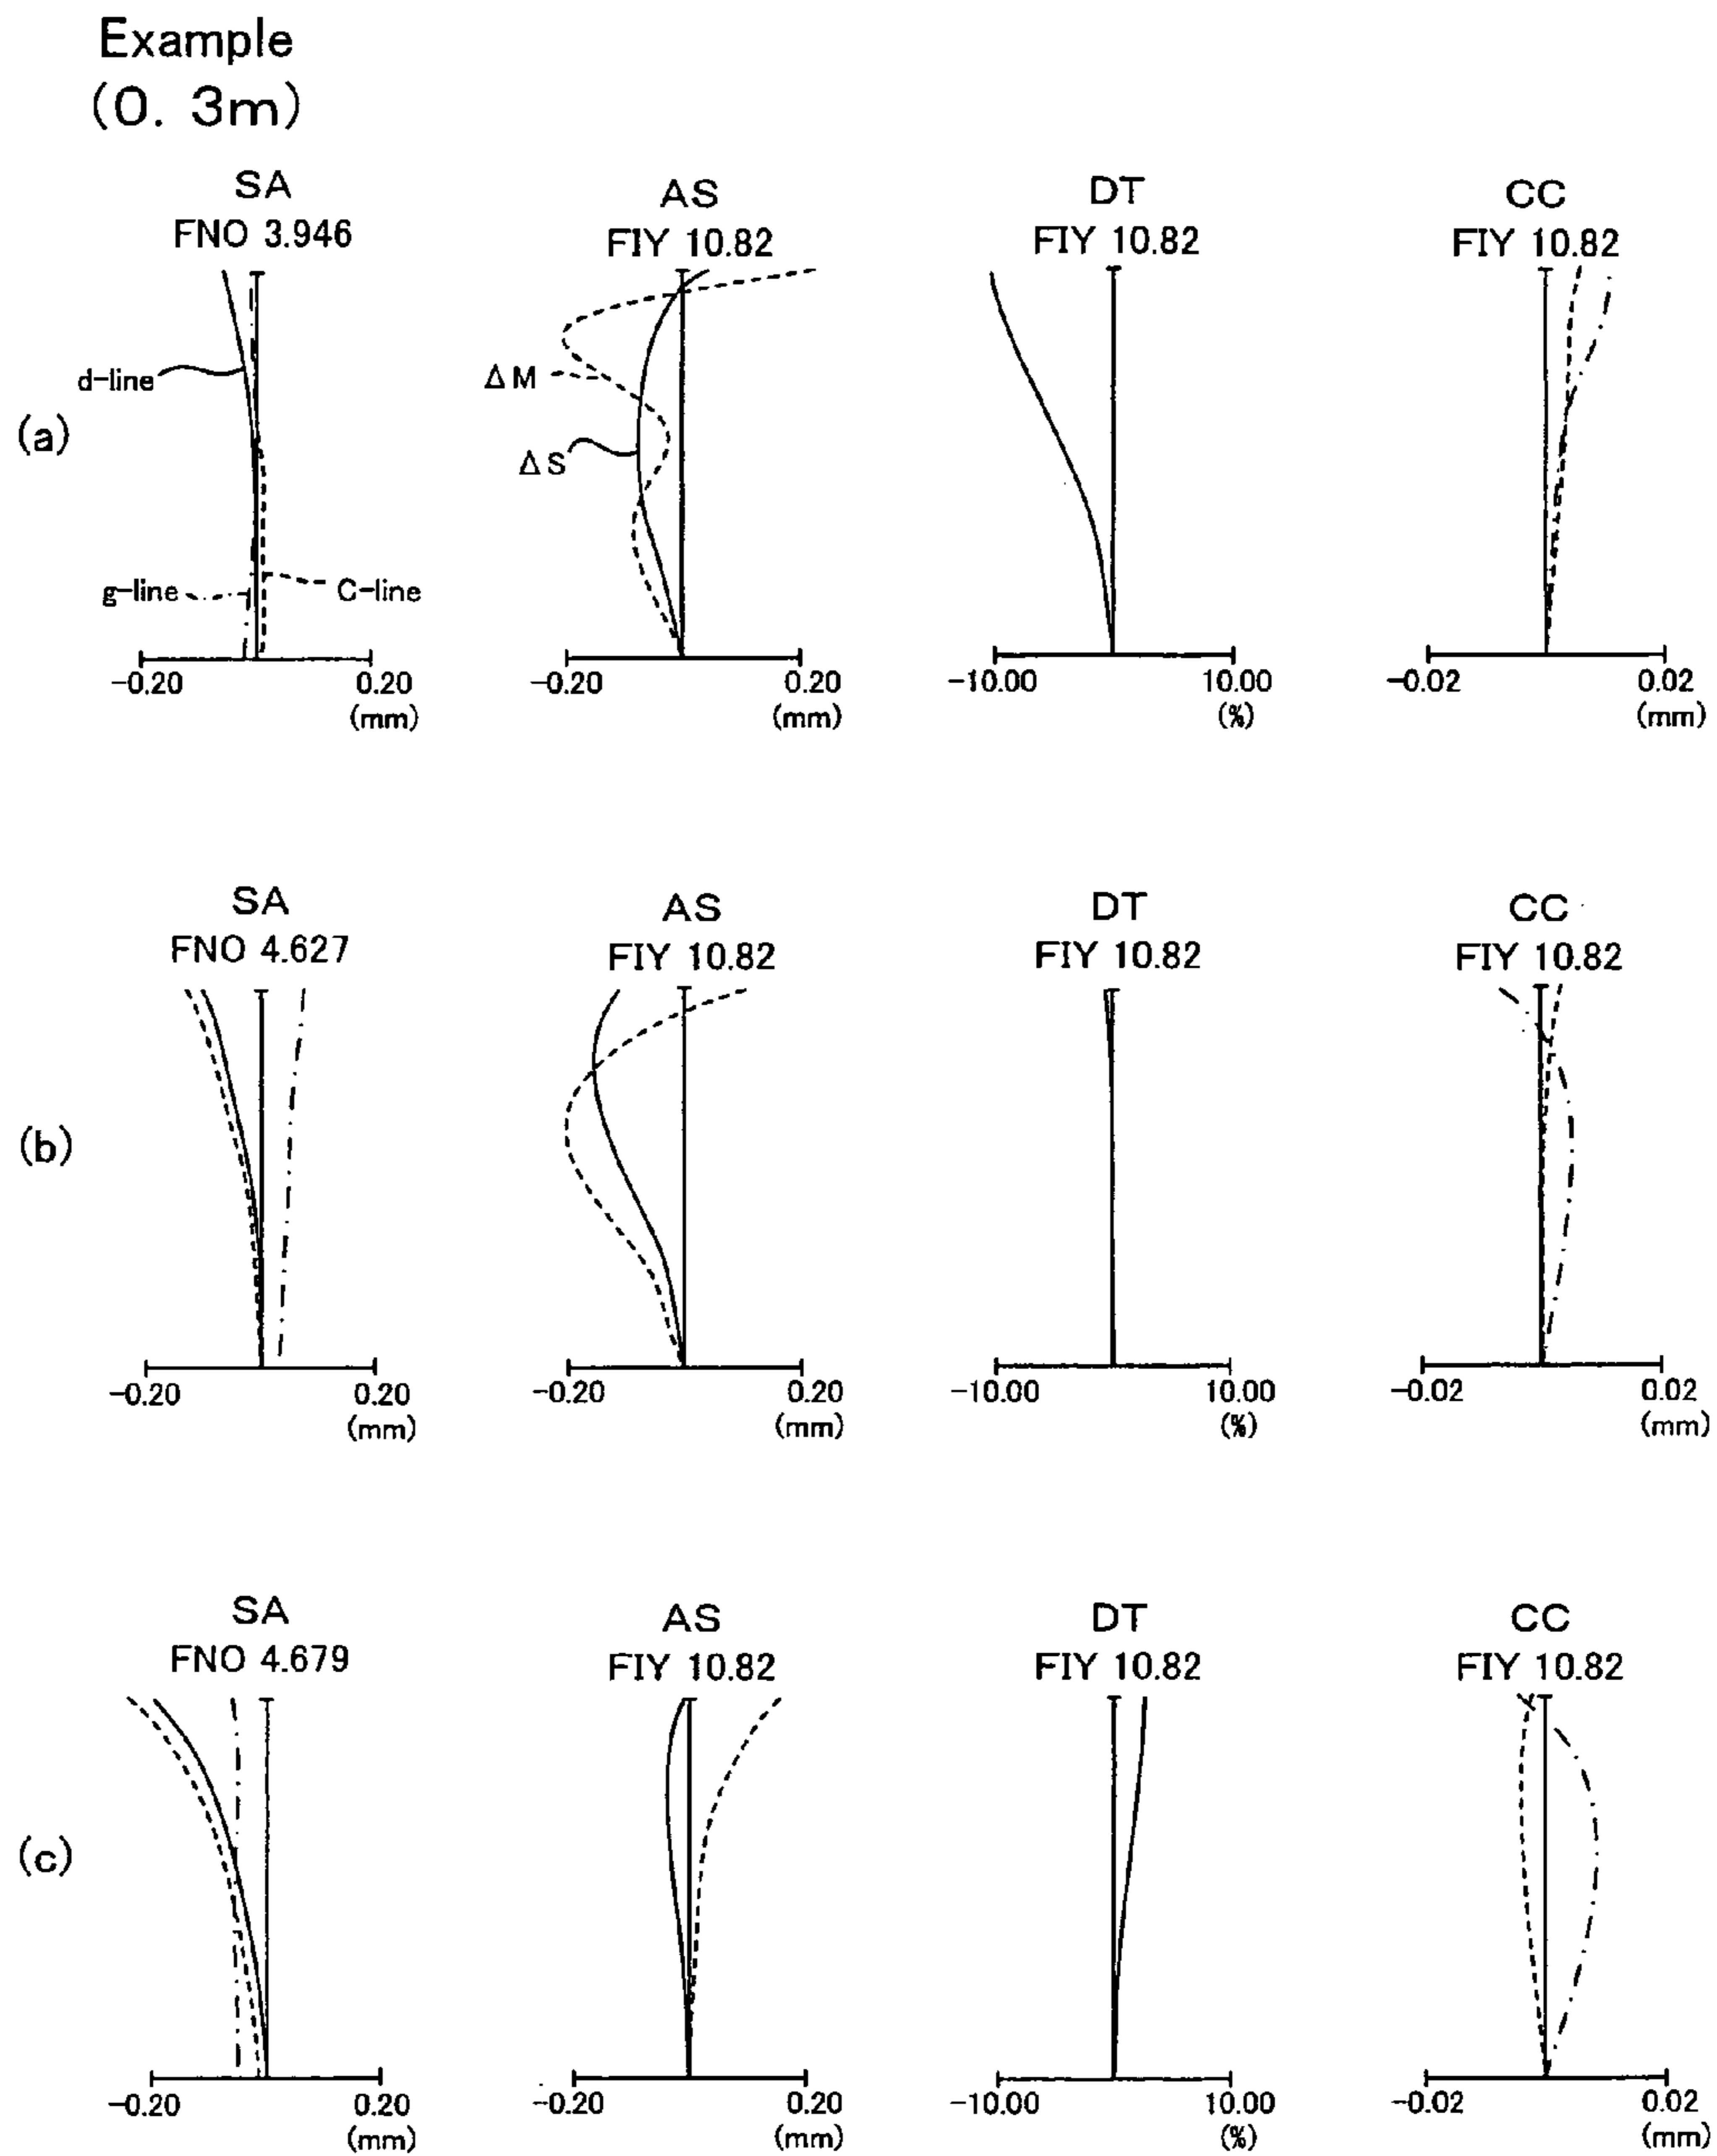 Example
(0. 3m)
SA
FNO 3.946
AS
FIY 10.82
DT
FIY 10.82
CC
FIY 10.82
(a)
d-line
g-line
C-line
ΔM
ΔS
-0.20 0.20
(mm)
-0.20 0.20
(mm)
-10.00 10.00
(%)
-0.02 0.02
(mm)
SA
FNO 4.627
AS
FIY 10.82
DT
FIY 10.82
CC
FIY 10.82
(b)
-0.20 0.20
(mm)
-0.20 0.20
(mm)
-10.00 10.00
(%)
-0.02 0.02
(mm)
SA
FNO 4.679
AS
FIY 10.82
DT
FIY 10.82
CC
FIY 10.82
(c)
-0.20 0.20
(mm)
-0.20 0.20
(mm)
-10.00 10.00
(%)
-0.02 0.02
(mm)